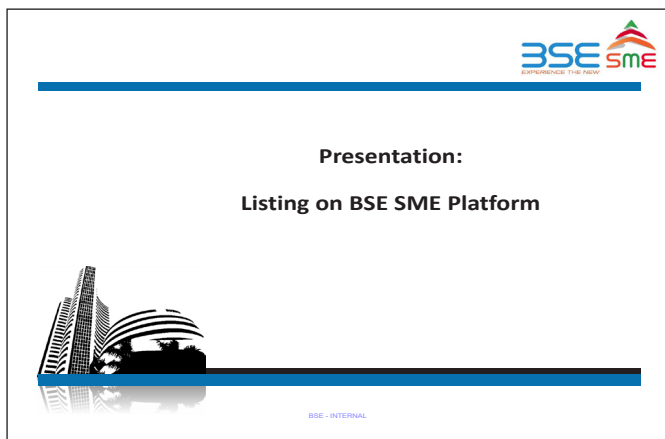 BSE SME
EXPERIENCE THE NEW
Presentation:
Listing on BSE SME Platform
BSE - INTERNAL